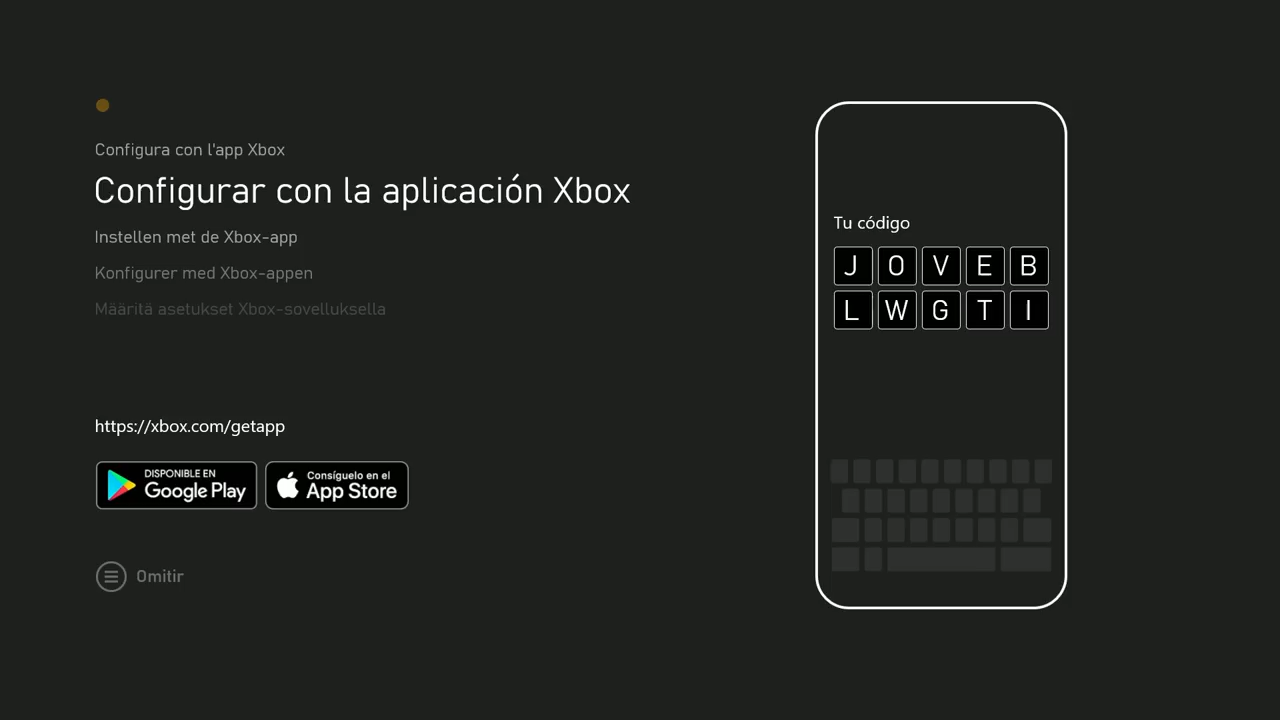 Configura con l'app Xbox
Configurar con la aplicación Xbox
Instellen met de Xbox-app
Konfigurer med Xbox-appen
Määritä asetukset Xbox-sovelluksella
https://xbox.com/getapp
DISPONIBLE EN
Google Play
Consíguelo en el
App Store
Omitir
Tu código
J O V E B
L W G T I